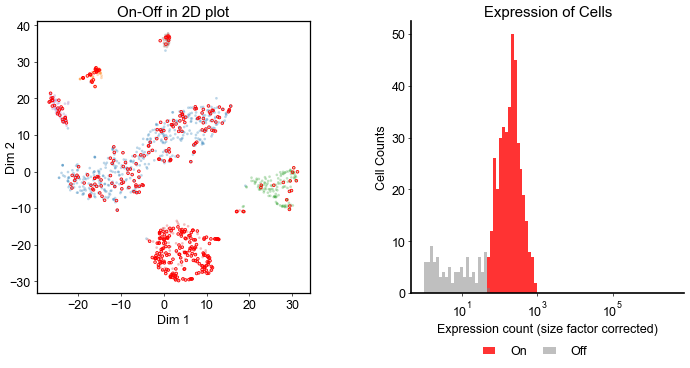 On-Off in 2D plot
40
30
20
10
0
−10
−20
−30
−20
−10
0
10
20
30
Dim 2
Dim 1
Expression of Cells
50
40
30
20
10
0
10^1
10^3
10^5
Cell Counts
Expression count (size factor corrected)
On
Off